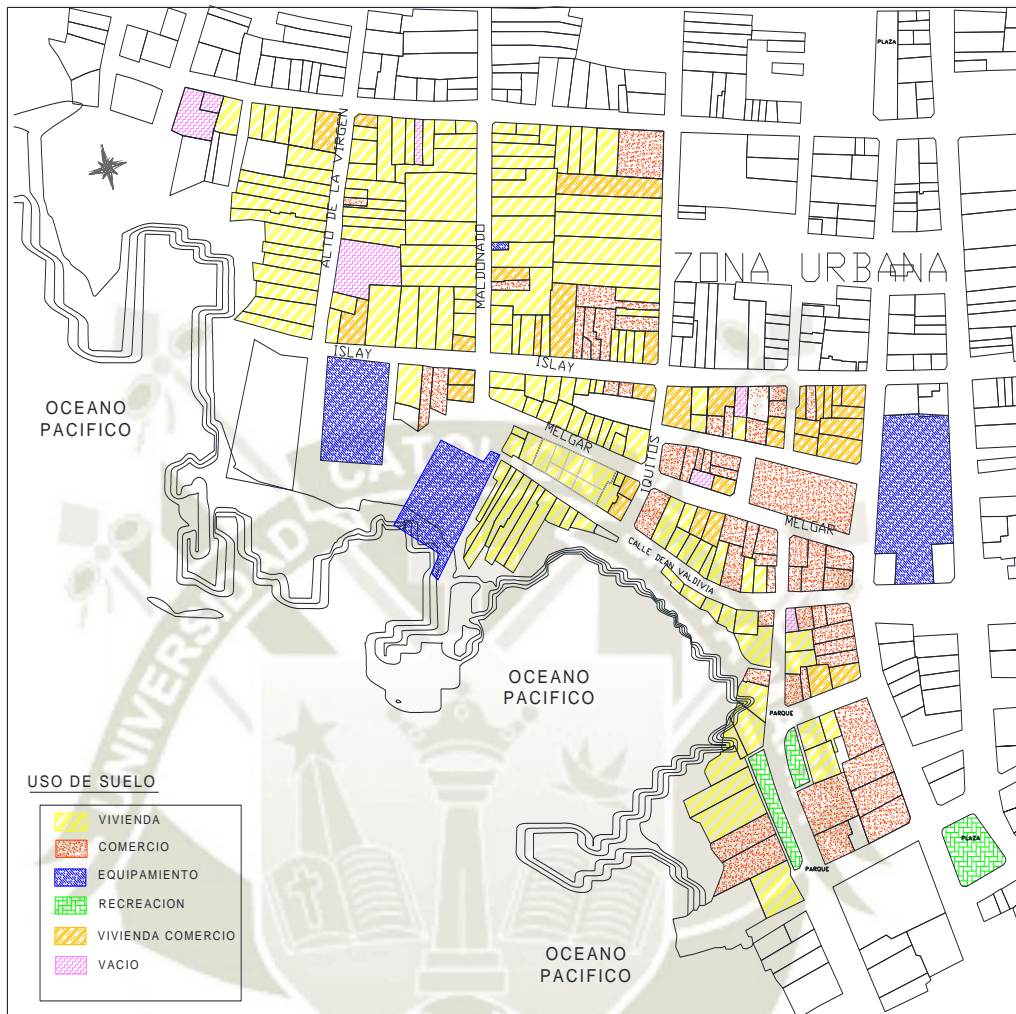 PLAZA
ALTO DE LA VIRGEN
MALDONADO
ZONA URBANA
ISLAY
ISLAY
OCEANO
PACIFICO
MELGAR
IQUITOS
MELGAR
CALLE DEAN VALDIVIA
OCEANO
PACIFICO
PARQUE
USO DE SUELO
VIVIENDA
COMERCIO
EQUIPAMIENTO
RECREACION
VIVIENDA COMERCIO
VACIO
PLAZA
PARQUE
OCEANO
PACIFICO